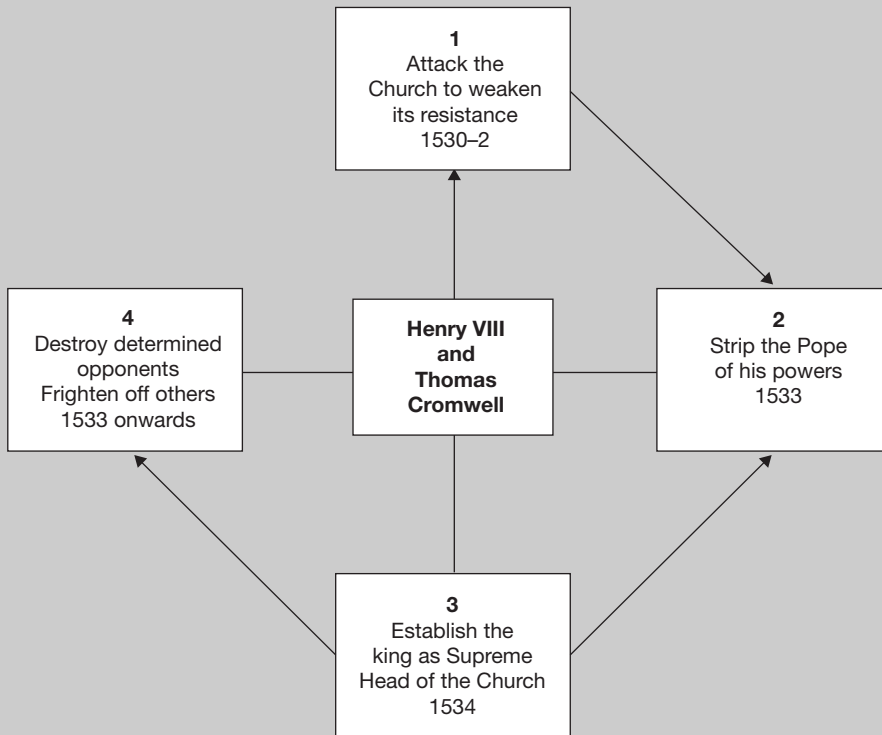 1
Attack the
Church to weaken
its resistance
1530–2
4
Destroy determined
opponents
Frighten off others
1533 onwards
Henry VIII
and
Thomas
Cromwell
2
Strip the Pope
of his powers
1533
3
Establish the
king as Supreme
Head of the Church
1534